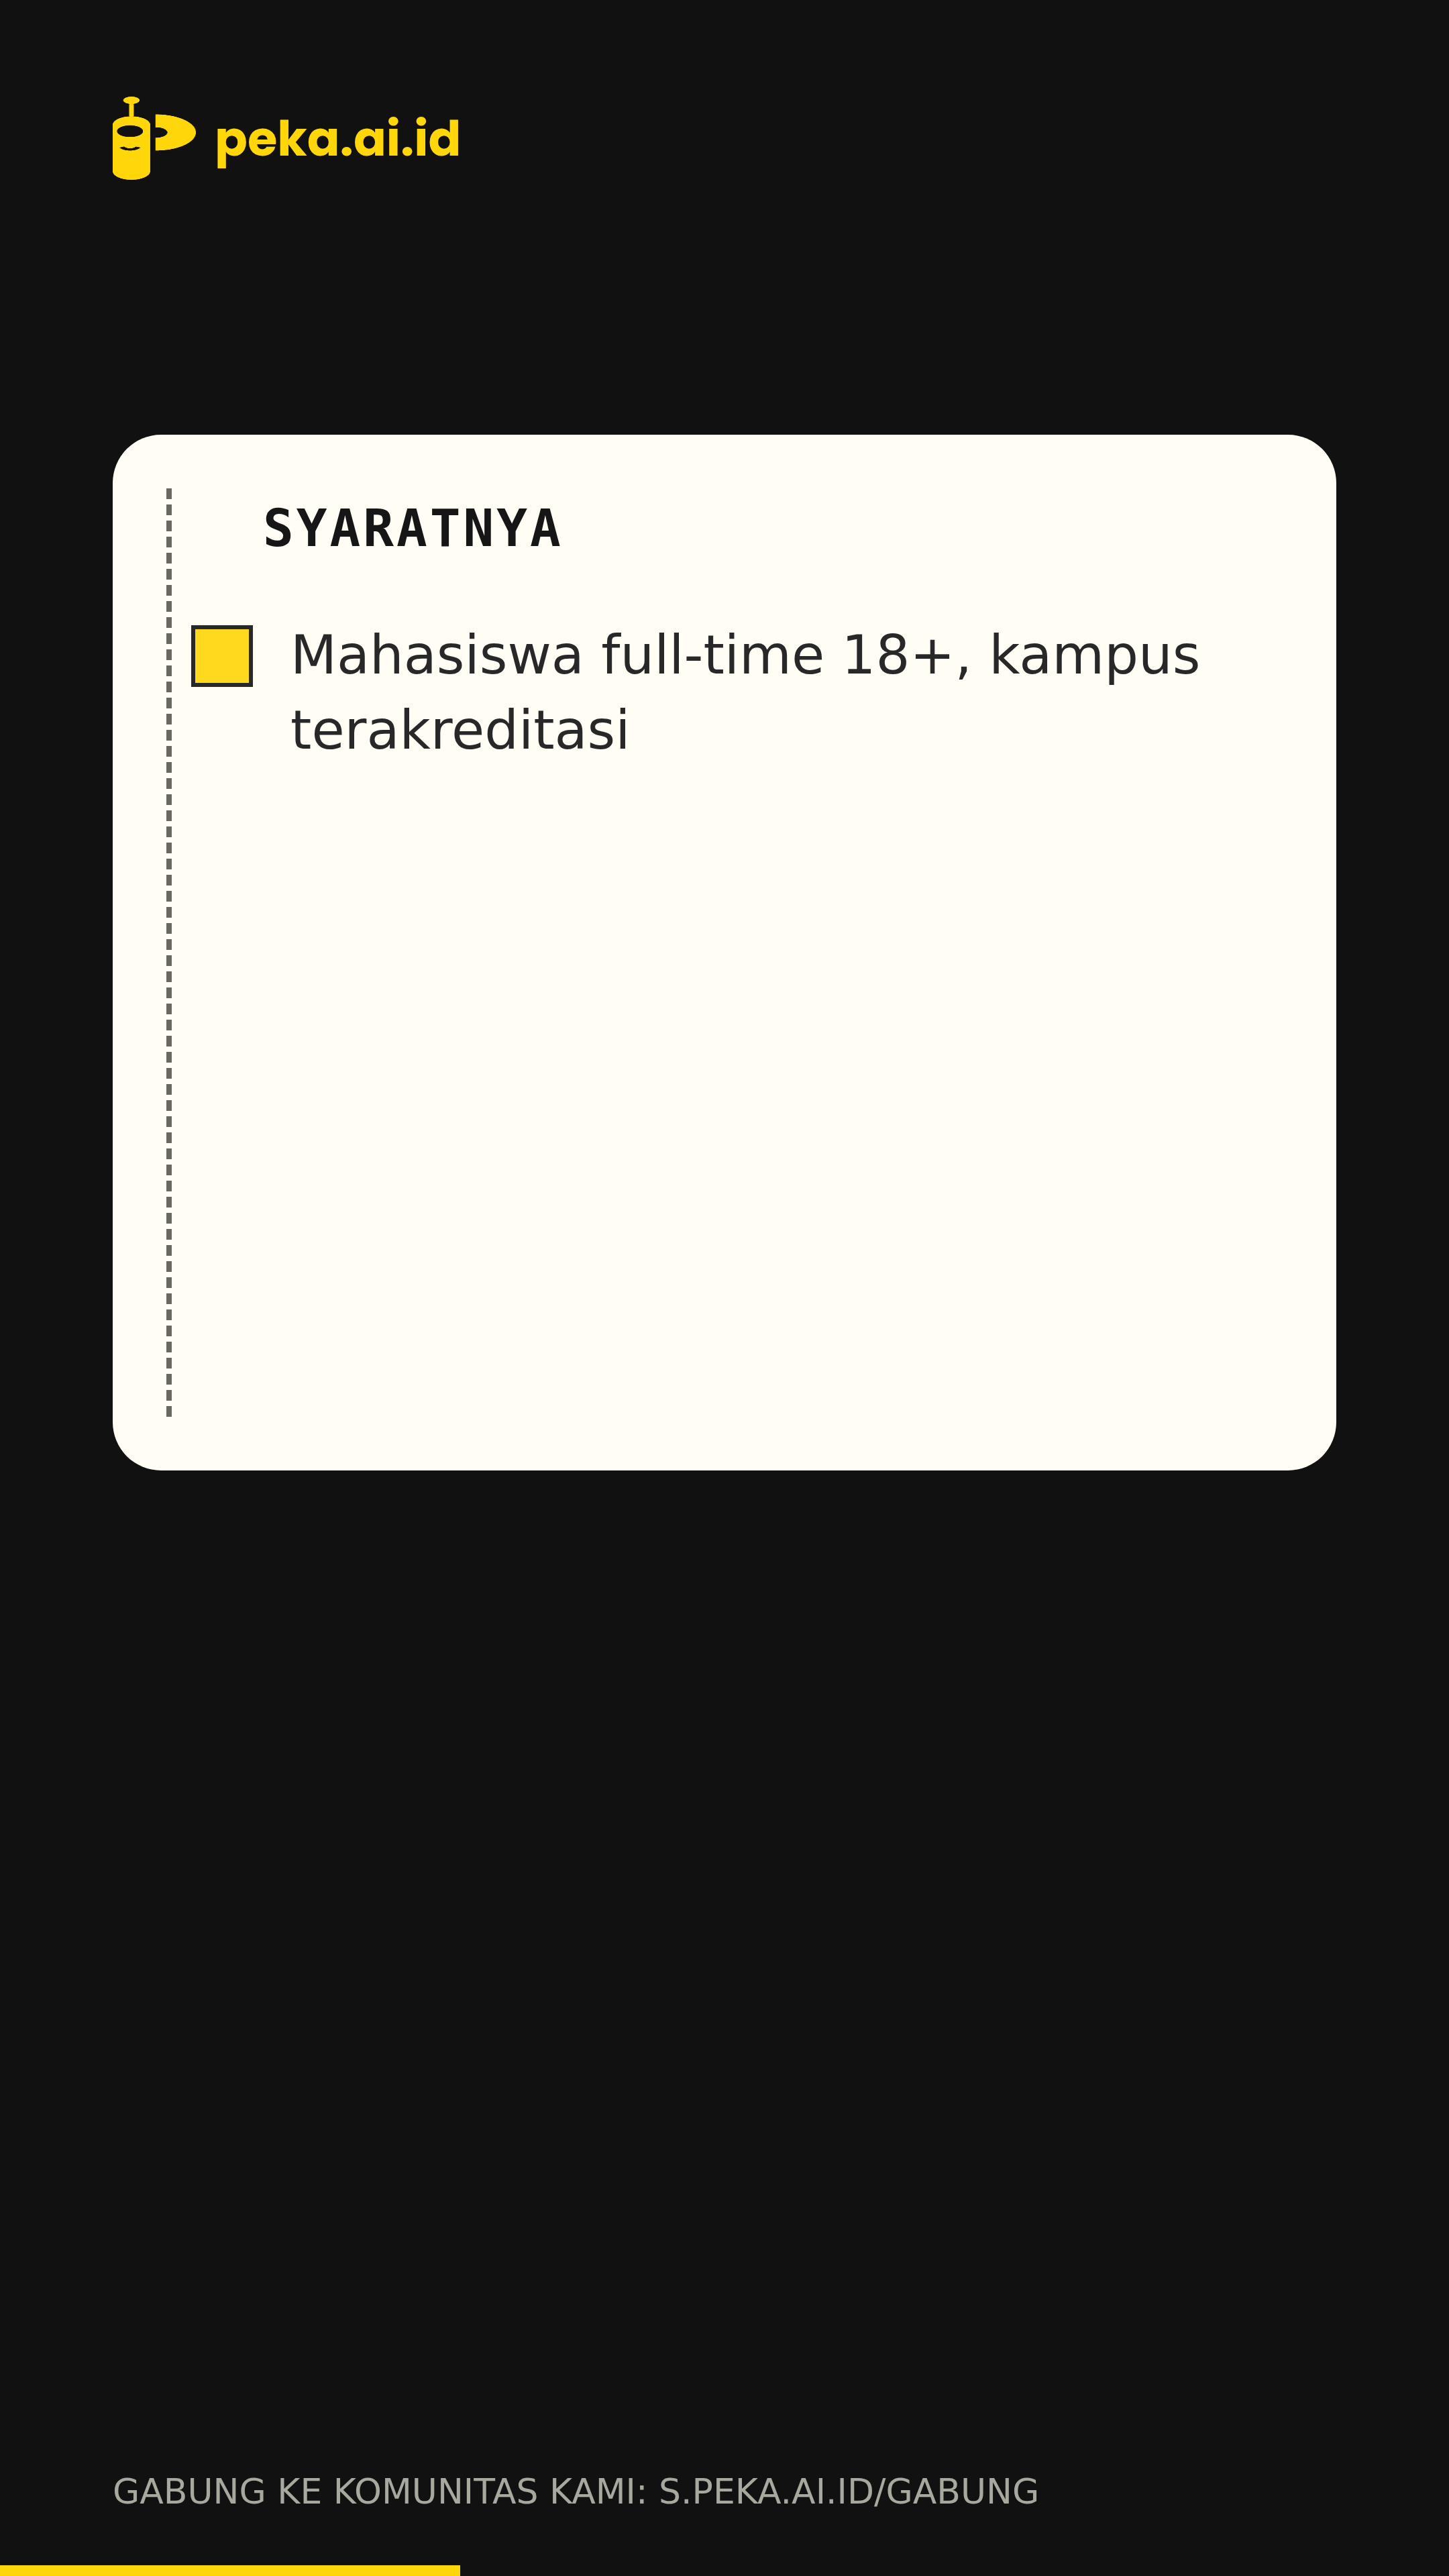 peka.ai.id
SYARATNYA
Mahasiswa full-time 18+, kampus
terakreditasi
GABUNG KE KOMUNITAS KAMI: S.PEKA.AI.ID/GABUNG